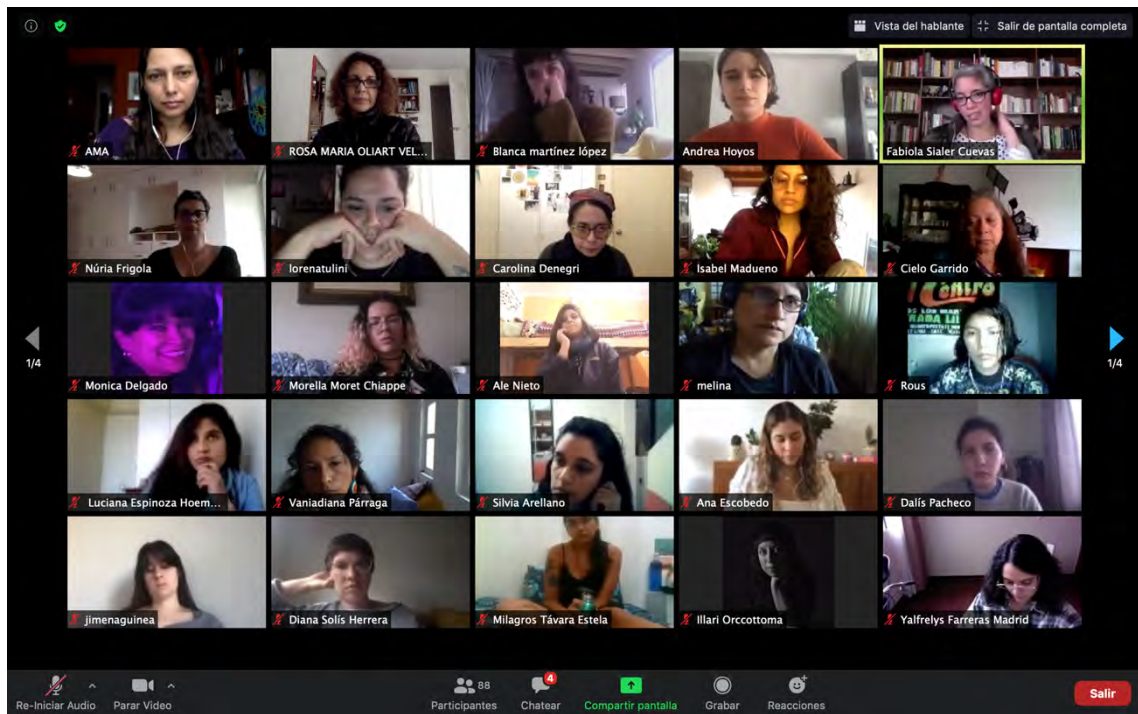 Vista del hablante Salir de pantalla completa
AMA
ROSA MARIA OLIART VEL...
Blanca martínez lópez
Andrea Hoyos
Fabiola Sialer Cuevas
Núria Frigola
lorenatulini
Carolina Denegri
Isabel Madueno
Cielo Garrido
1/4
Monica Delgado
Morella Moret Chiappe
Ale Nieto
melina
Rous
1/4
Luciana Espinoza Hoem...
Vaniadiana Párraga
Silvia Arellano
Ana Escobedo
Dalís Pacheco
jimenaguinea
Diana Solís Herrera
Milagros Távara Estela
Illari Orccottoma
Yalfrelys Farreras Madrid
Re-Iniciar Audio
Parar Video
88
Participantes
4
Chatear
Compartir pantalla
Grabar
Reacciones
Salir